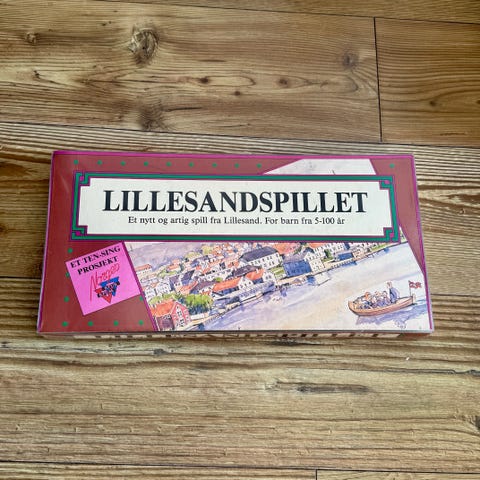 LILLESANDSPILLET
Et nytt og artig spill fra Lillesand. For barn fra 5-100 år
ET TEN-SING
PROSJEKT